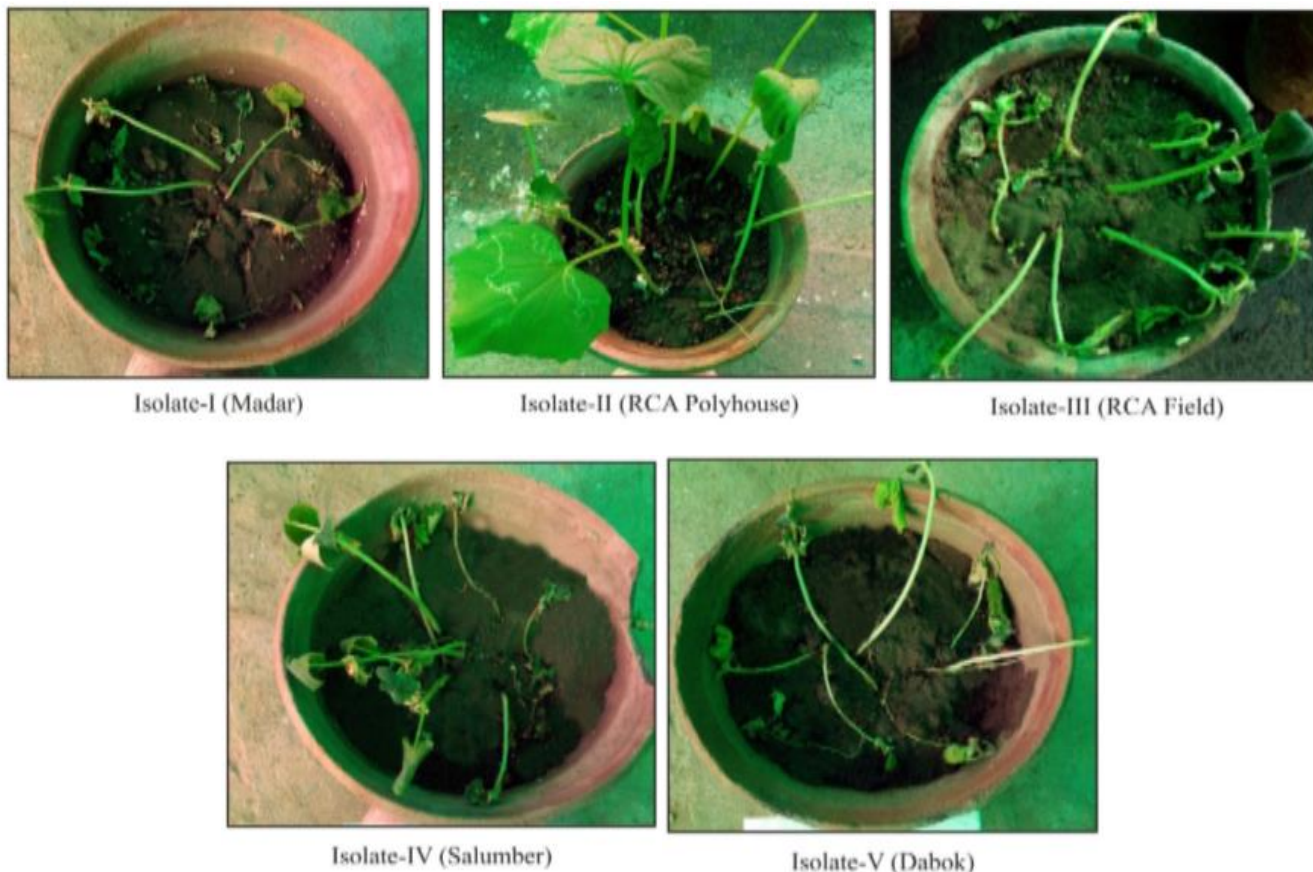 Isolate-I (Madar)
Isolate-II (RCA Polyhouse)
Isolate-III (RCA Field)
Isolate-IV (Salumber)
Isolate-V (Dabok)